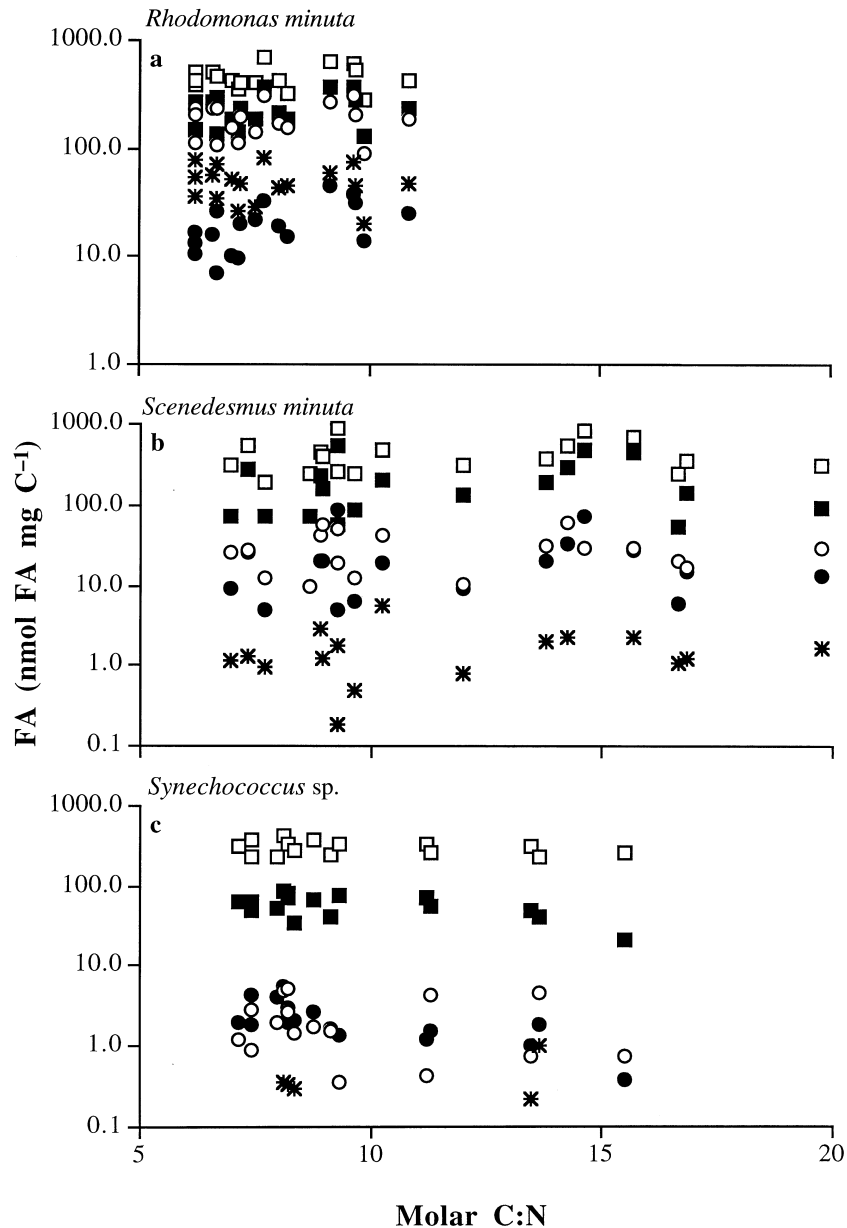 Rhodomonas minuta
a
1000.0
100.0
10.0
1.0
Scenedesmus minuta
b
1000.0
100.0
10.0
1.0
0.1
FA (nmol FA mg C⁻¹)
Synechococcus sp.
c
1000.0
100.0
10.0
1.0
0.1
5 10 15 20
Molar C:N